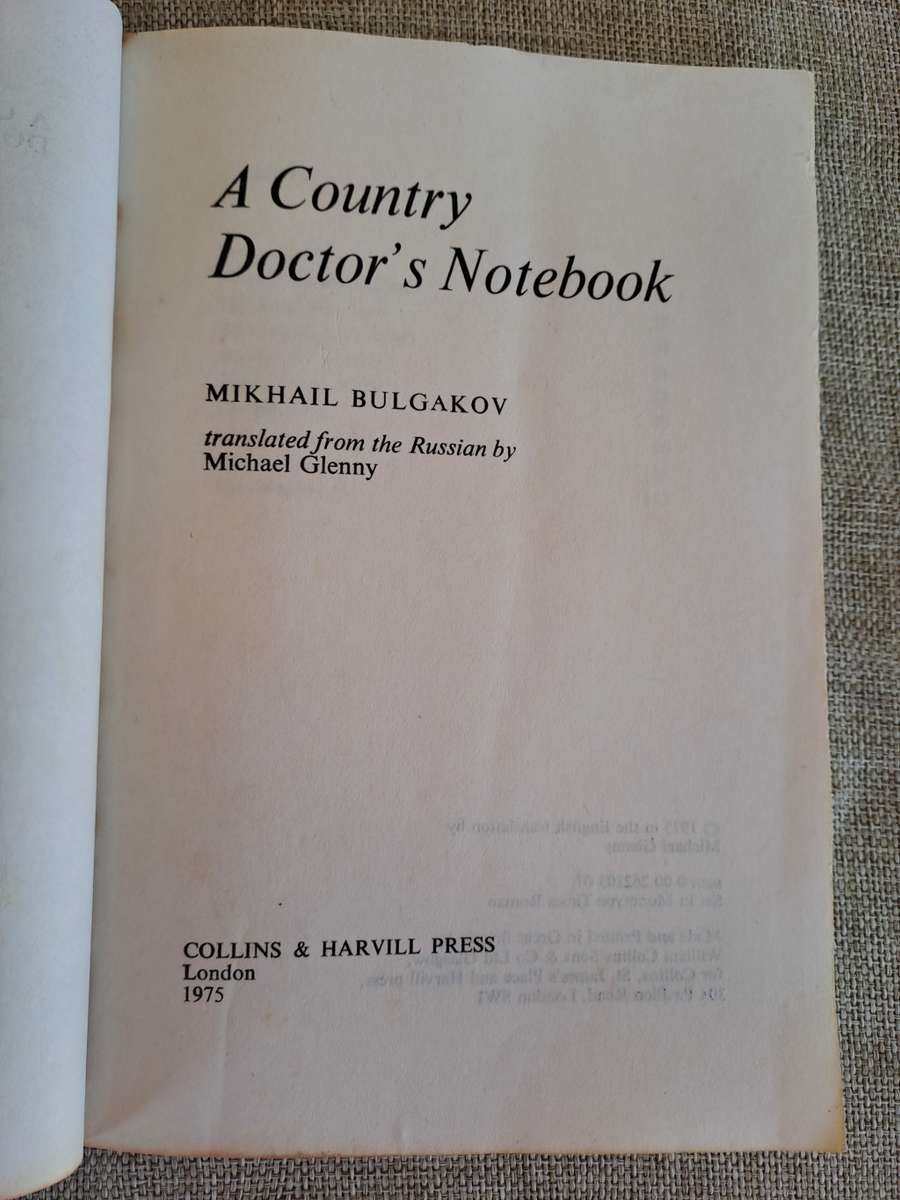 A Country
Doctor's Notebook
MIKHAIL BULGAKOV
translated from the Russian by
Michael Glenny
COLLINS & HARVILL PRESS
London
1975